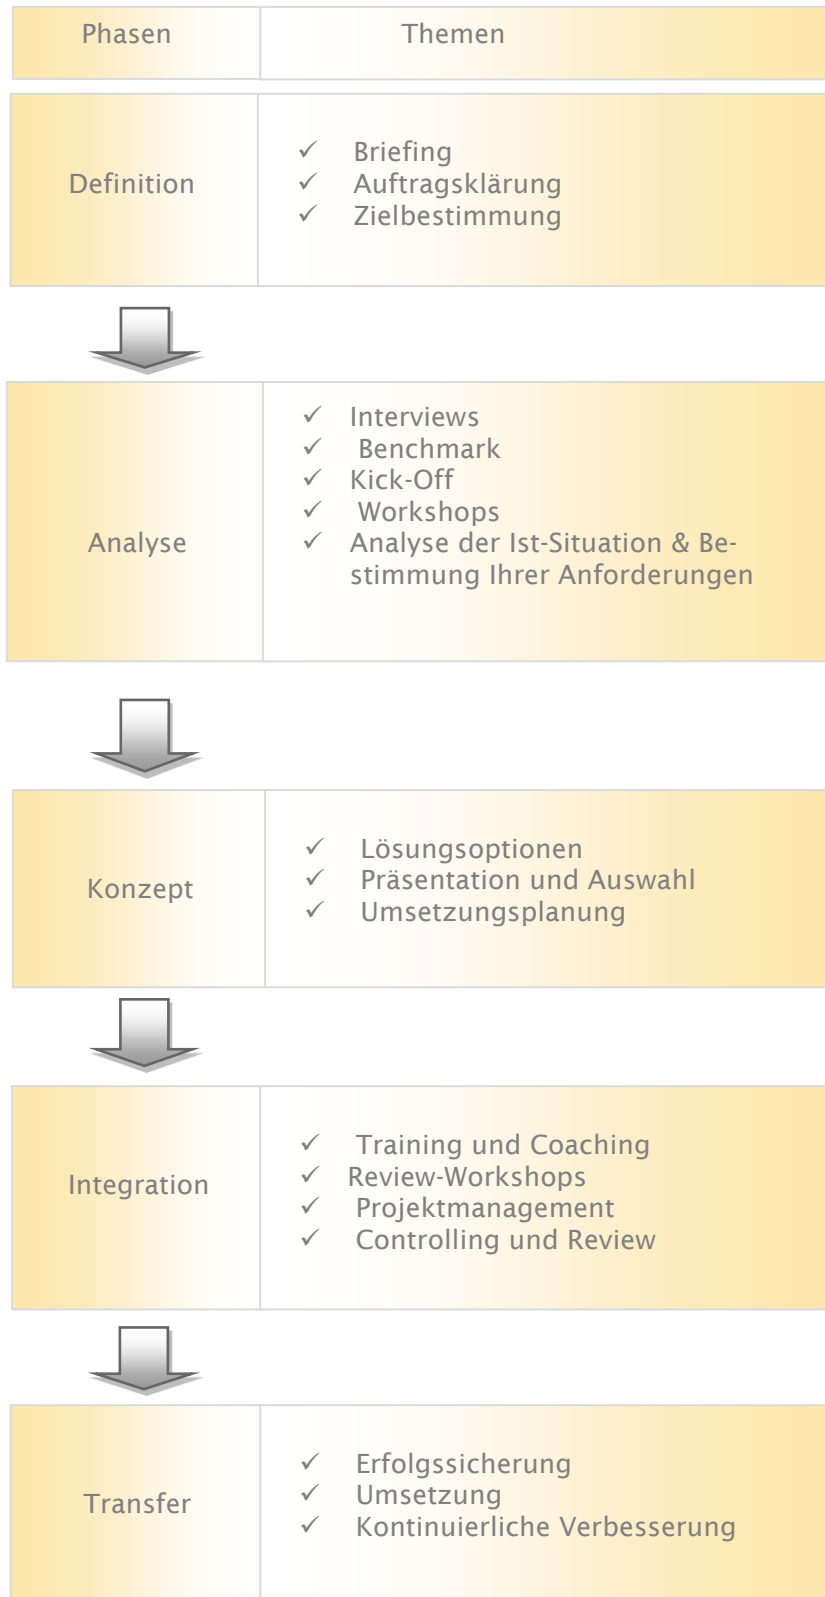 Phasen Themen
Definition
✓ Briefing
✓ Auftragsklärung
✓ Zielbestimmung
Analyse
✓ Interviews
✓ Benchmark
✓ Kick-Off
✓ Workshops
✓ Analyse der Ist-Situation & Be-
stimmung Ihrer Anforderungen
Konzept
✓ Lösungsoptionen
✓ Präsentation und Auswahl
✓ Umsetzungsplanung
Integration
✓ Training und Coaching
✓ Review-Workshops
✓ Projektmanagement
✓ Controlling und Review
Transfer
✓ Erfolgssicherung
✓ Umsetzung
✓ Kontinuierliche Verbesserung